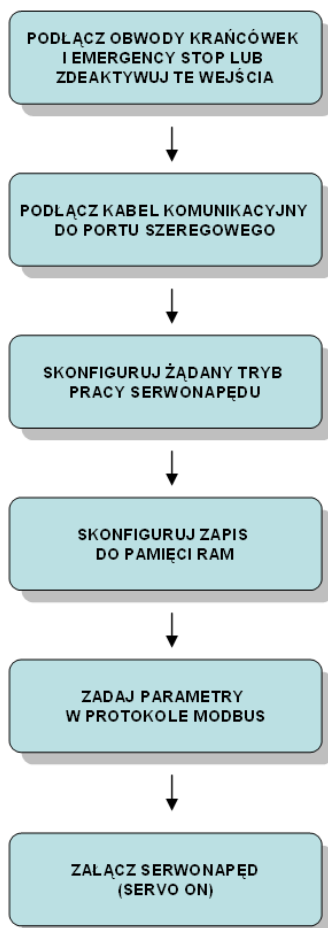 PODŁĄCZ OBWODY KRAŃCÓWEK
I EMERGENCY STOP LUB
ZDEAKTYWUJ TE WEJŚCIA
PODŁĄCZ KABEL KOMUNIKACYJNY
DO PORTU SZEREGOWEGO
SKONFIGURUJ ŻĄDANY TRYB
PRACY SERWONAPĘDU
SKONFIGURUJ ZAPIS
DO PAMIĘCI RAM
ZADAJ PARAMETRY
W PROTOKOLE MODBUS
ZAŁĄCZ SERWONAPĘD
(SERVO ON)